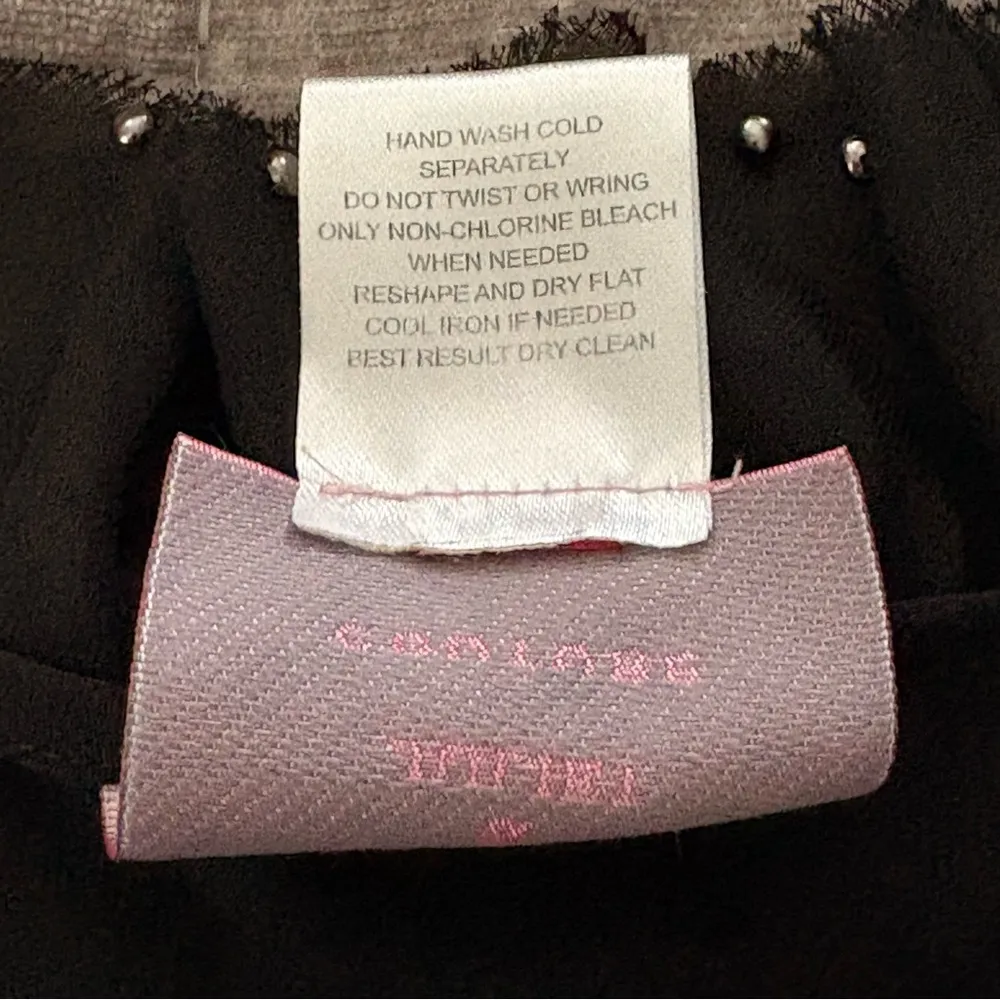 HAND WASH COLD
SEPARATELY
DO NOT TWIST OR WRING
ONLY NON-CHLORINE BLEACH
WHEN NEEDED
RESHAPE AND DRY FLAT
COOL IRON IF NEEDED
BEST RESULT DRY CLEAN